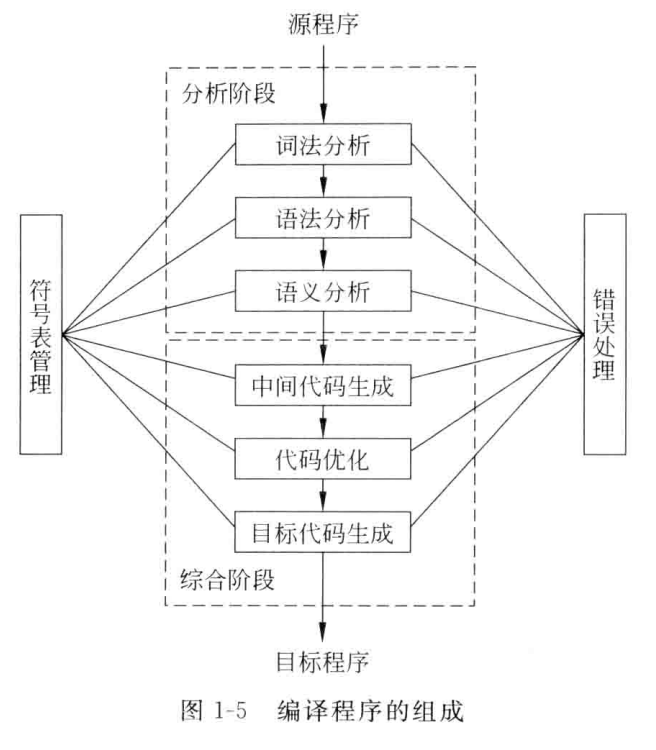 源程序
分析阶段
词法分析
语法分析
语义分析
符号表管理
错误处理
中间代码生成
代码优化
目标代码生成
综合阶段
目标程序
图 1-5 编译程序的组成